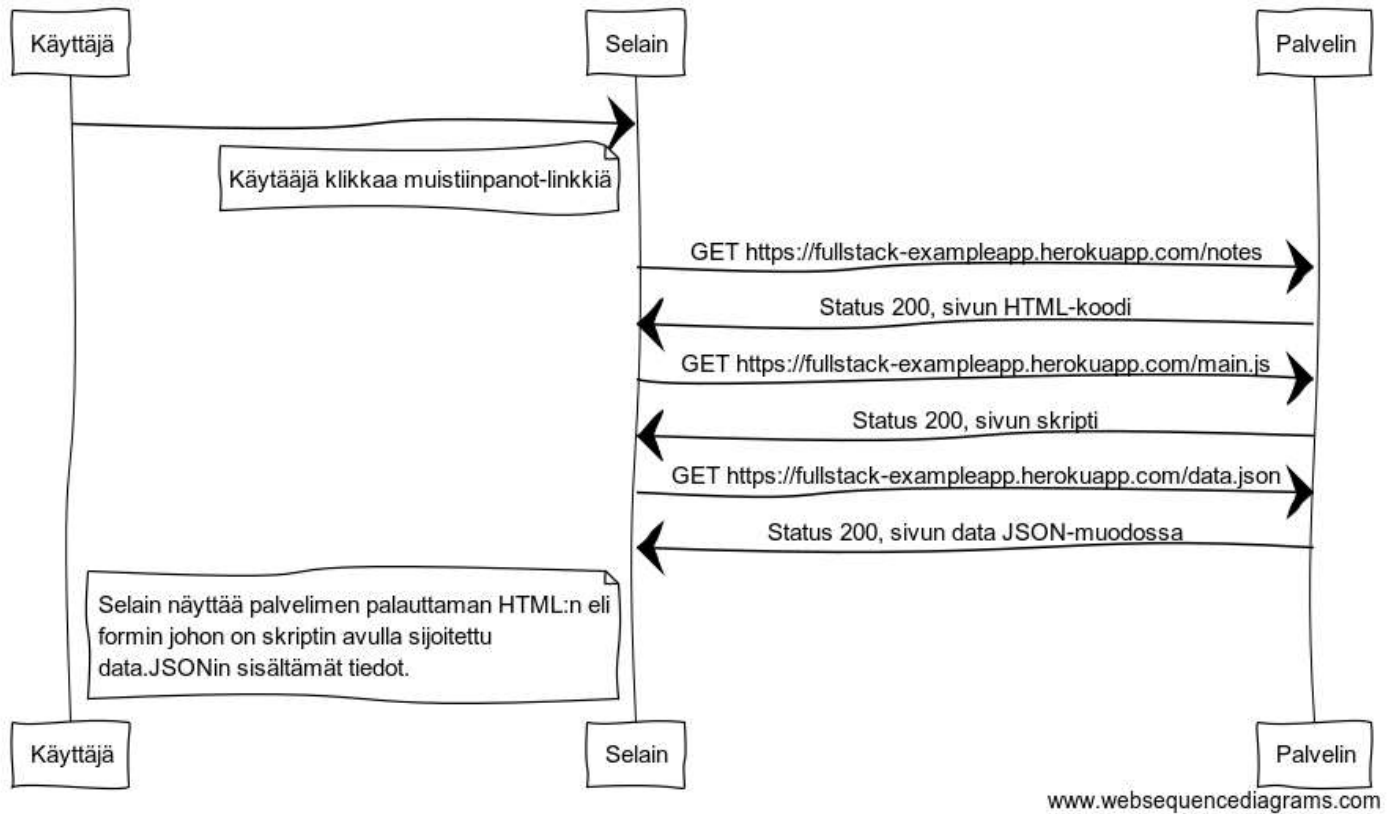 Käyttäjä
Selain
Palvelin
Käytääjä klikkaa muistiinpanot-linkkiä
GET https://fullstack-exampleapp.herokuapp.com/notes
Status 200, sivun HTML-koodi
GET https://fullstack-exampleapp.herokuapp.com/main.js
Status 200, sivun skripti
GET https://fullstack-exampleapp.herokuapp.com/data.json
Status 200, sivun data JSON-muodossa
Selain näyttää palvelimen palauttaman HTML:n eli
formin johon on skriptin avulla sijoitettu
data.JSONin sisältämät tiedot.
Käyttäjä
Selain
Palvelin
www.websequencediagrams.com